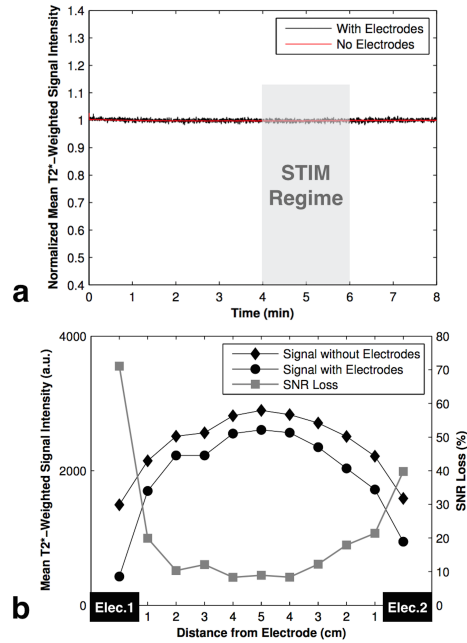 1.4
1.3
1.2
1.1
1
0.9
0.8
0.7
0.6
0.5
0.4
Normalized Mean T2*-Weighted Signal Intensity
With Electrodes
No Electrodes
STIM
Regime
0 1 2 3 4 5 6 7 8
Time (min)
a
4000
2000
0
Mean T2*-Weighted Signal Intensity (a.u.)
Signal without Electrodes
Signal with Electrodes
SNR Loss
80
70
60
50
40
30
20
10
0
SNR Loss (%)
Elec.1 1 2 3 4 5 4 3 2 1 Elec.2
Distance from Electrode (cm)
b